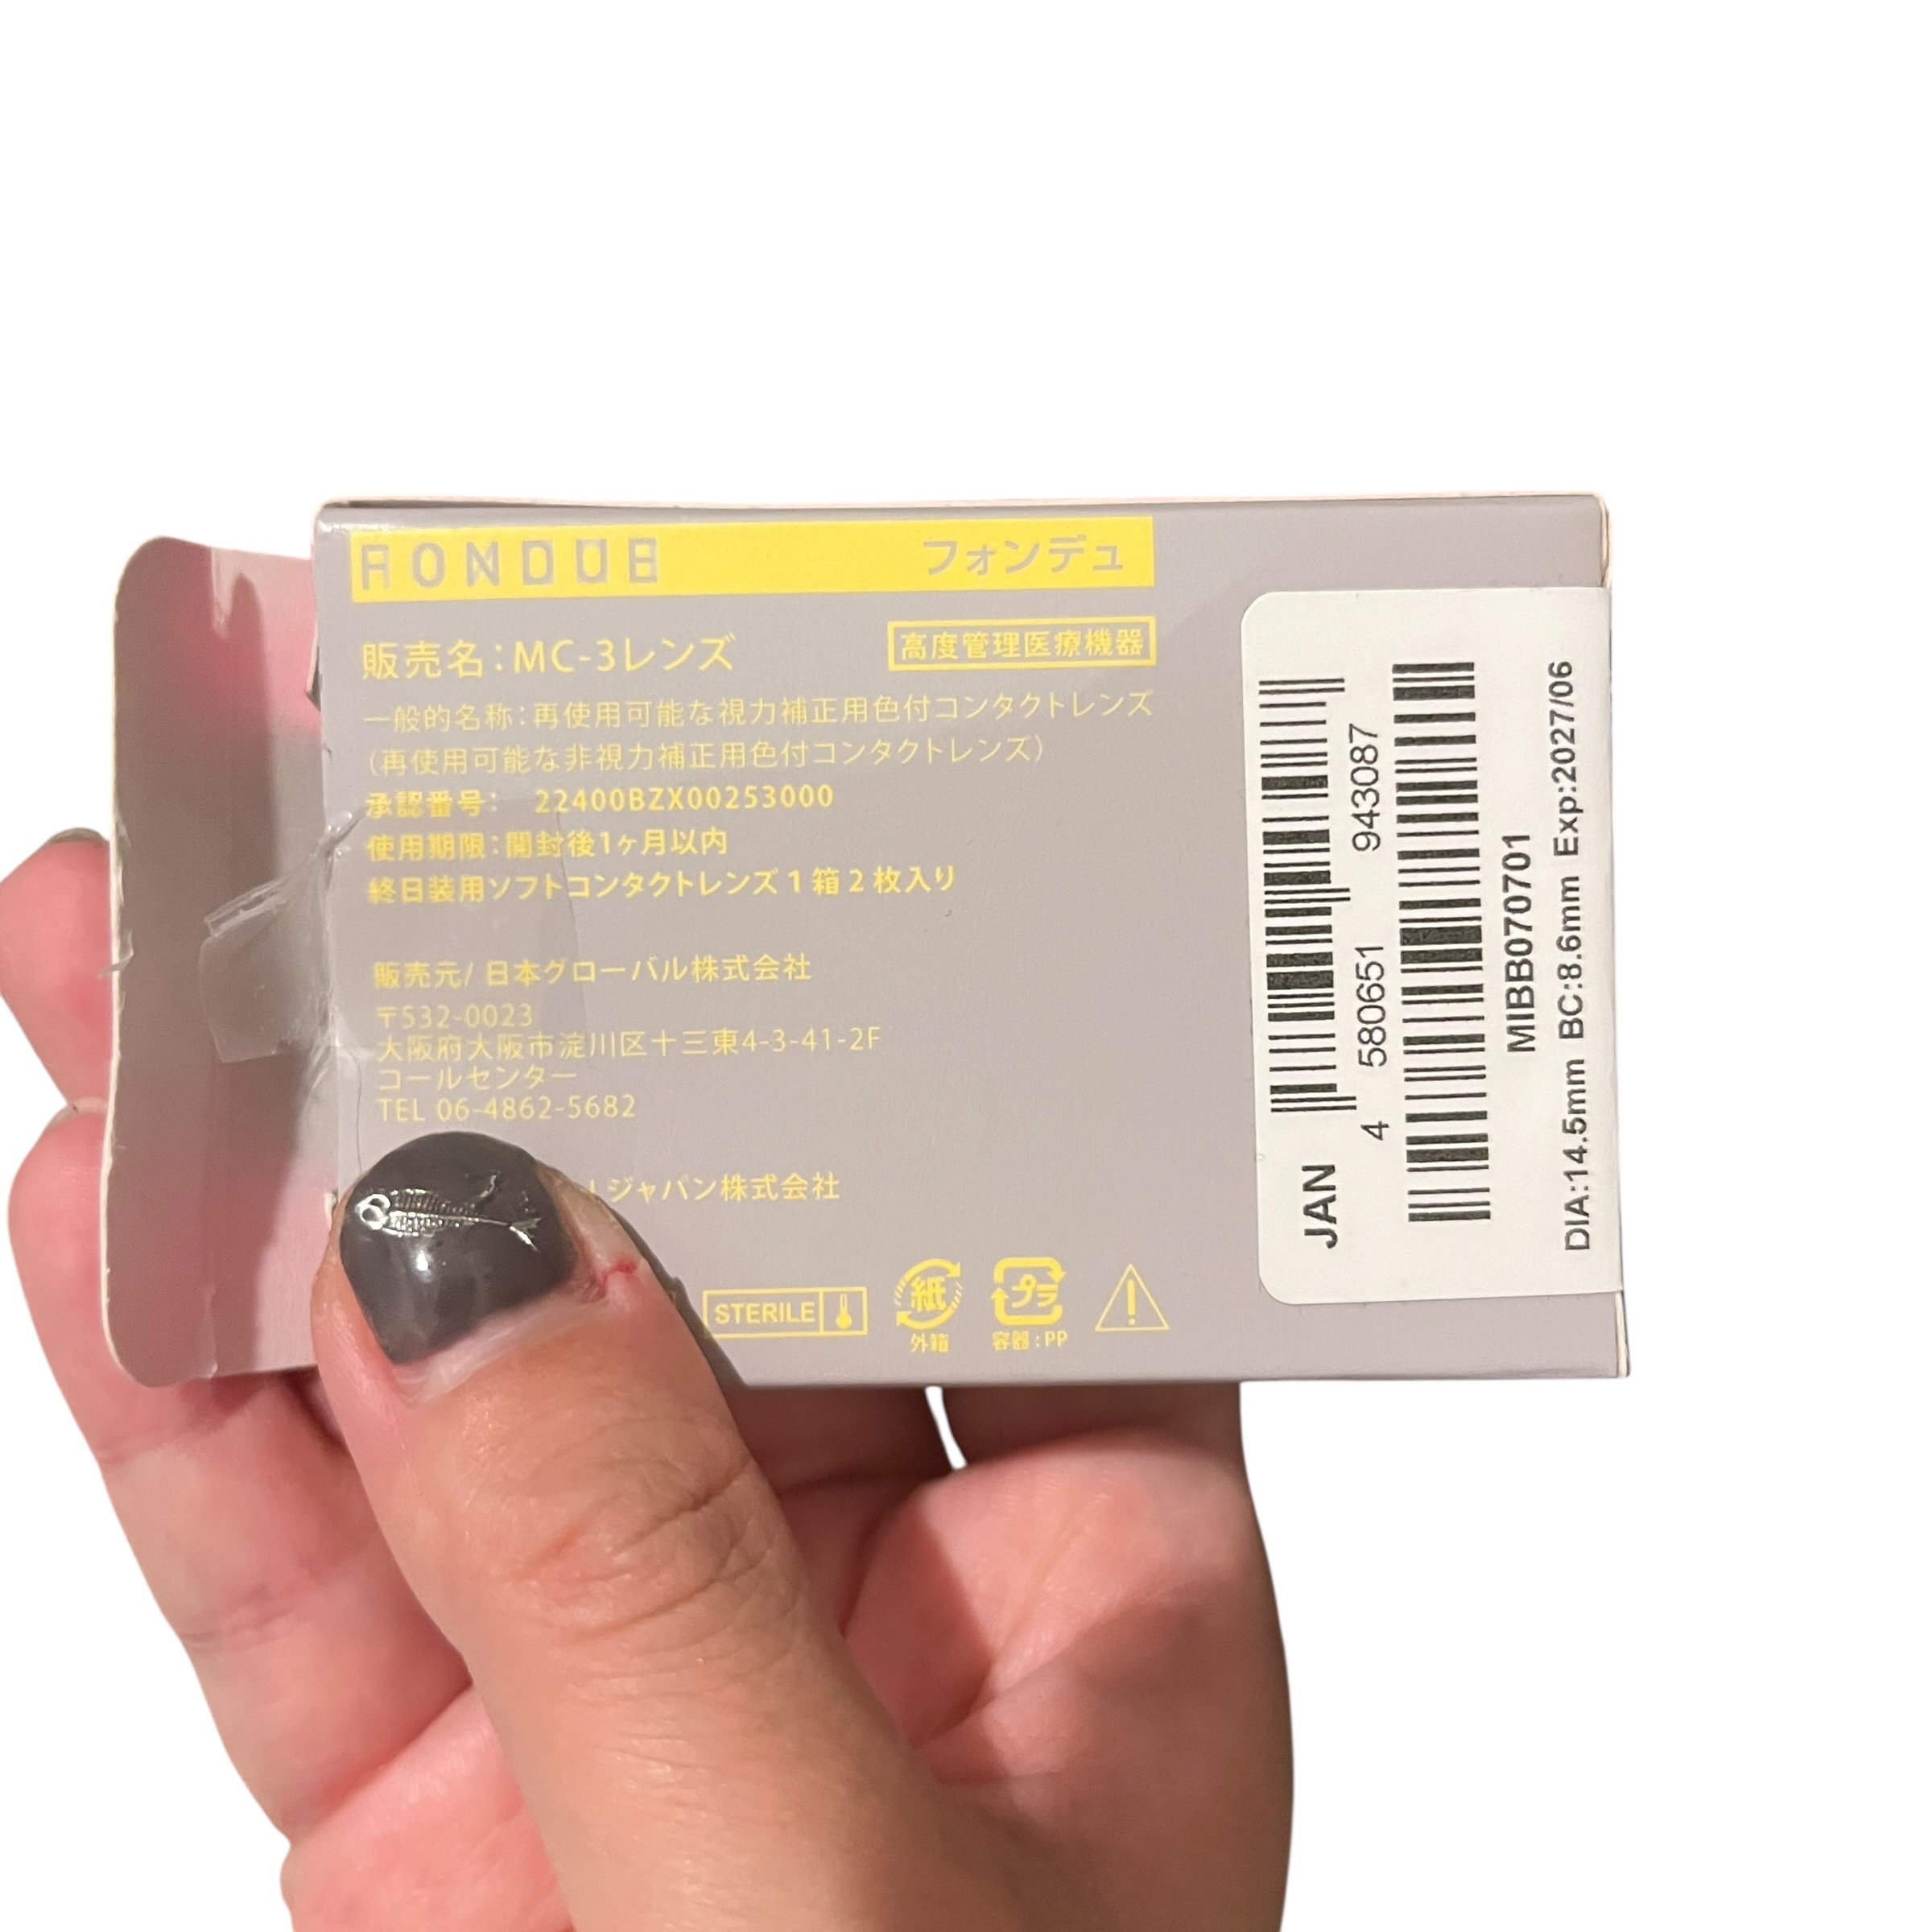 FONDUE フォンデュ
販売名：MC-3レンズ 高度管理医療機器
一般的名称：再使用可能な視力補正用色付コンタクトレンズ
（再使用可能な非視力補正用色付コンタクトレンズ）
承認番号： 22400BZX00253000
使用期限：開封後1ヶ月以内
終日装用ソフトコンタクトレンズ 1 箱 2 枚入り
販売元/ 日本グローバル株式会社
〒532-0023
大阪府大阪市淀川区十三東4-3-41-2F
コールセンター
TEL 06-4862-5682
ジャパン株式会社
STERILE
紙
外箱
プラ
容器：PP
JAN
4 580651 943087
MIBB070701
DIA:14.5mm BC:8.6mm Exp:2027/06